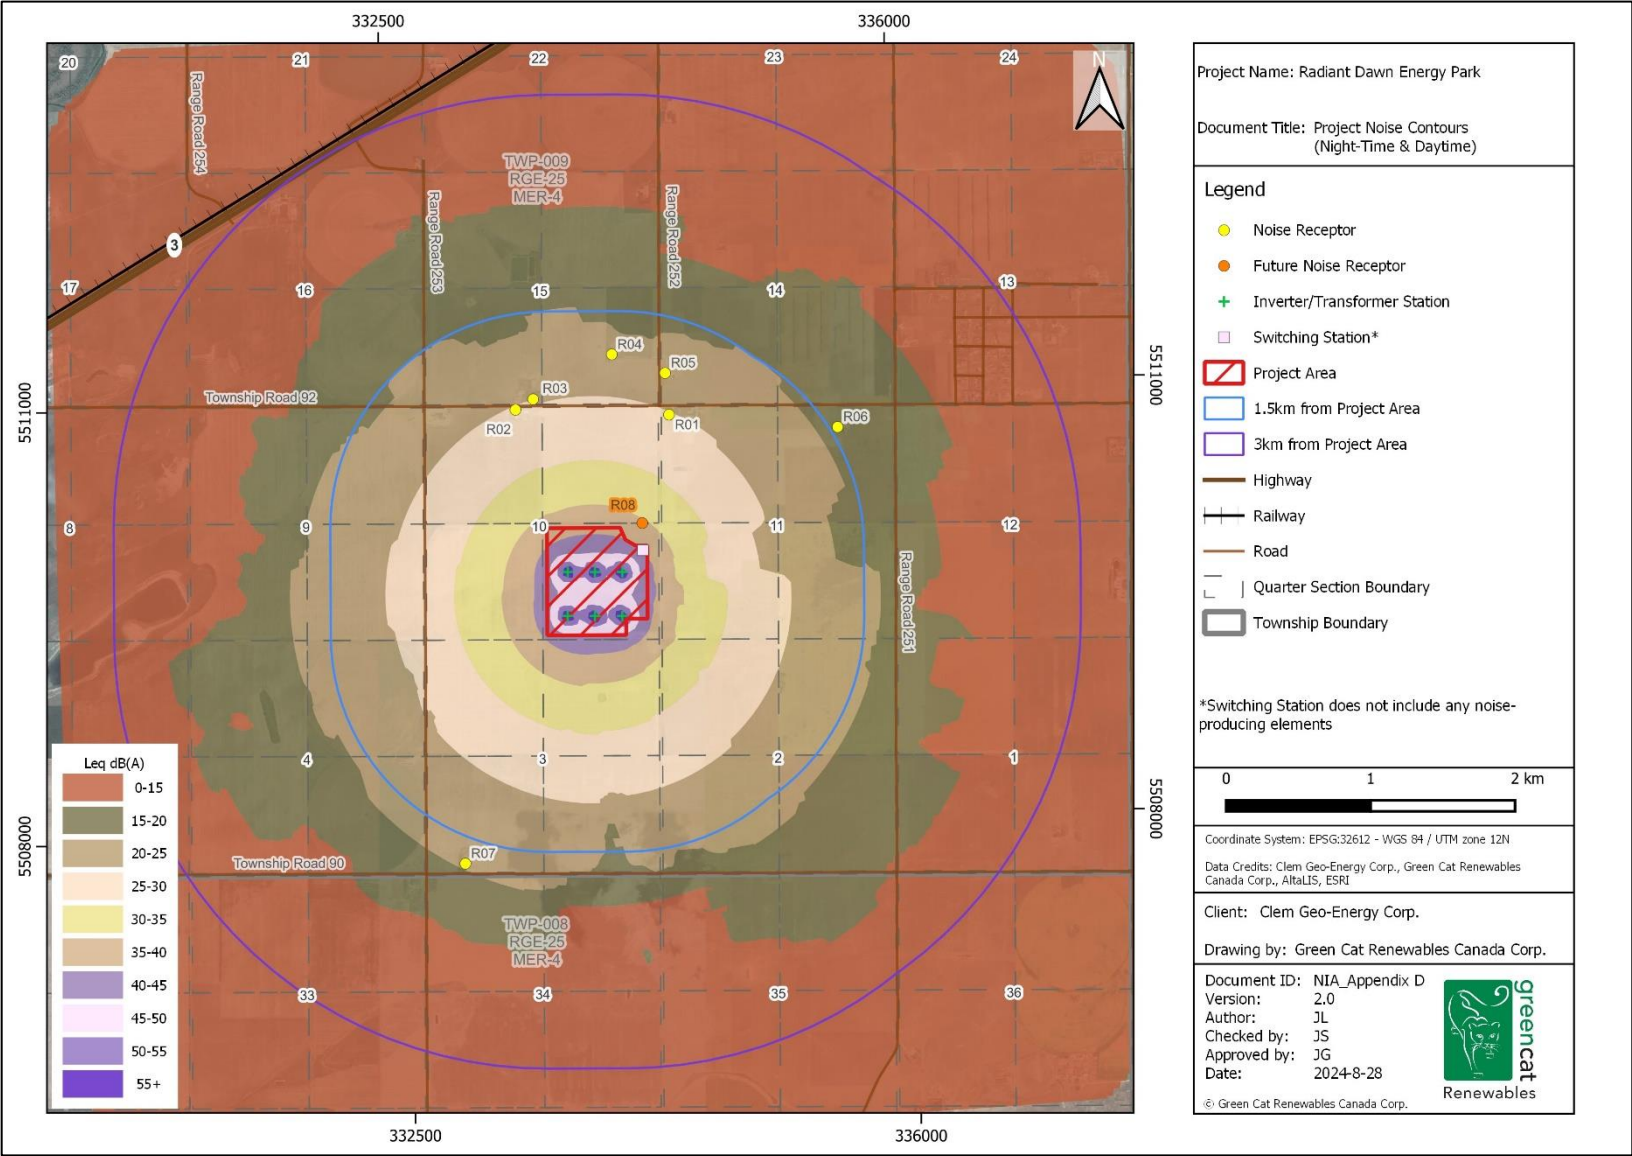 332500
336000
20
21
22
23
24
N
Range Road 254
TWP-009
RGE-25
MER-4
Range Road 253
Range Road 252
3
17
16
15
14
13
R04
R05
5511000
5511000
Township Road 92
R03
R02
R01
R06
R08
8
9
10
11
12
Range Road 251
4
3
2
1
5508000
5508000
R07
Township Road 90
TWP-008
RGE-25
MER-4
33
34
35
36
Leq dB(A)
0-15
15-20
20-25
25-30
30-35
35-40
40-45
45-50
50-55
55+
332500
336000
Project Name: Radiant Dawn Energy Park
Document Title: Project Noise Contours
(Night-Time & Daytime)
Legend
Noise Receptor
Future Noise Receptor
Inverter/Transformer Station
Switching Station*
Project Area
1.5km from Project Area
3km from Project Area
Highway
Railway
Road
Quarter Section Boundary
Township Boundary
*Switching Station does not include any noise-
producing elements
0 1 2 km
Coordinate System: EPSG:32612 - WGS 84 / UTM zone 12N
Data Credits: Clem Geo-Energy Corp., Green Cat Renewables
Canada Corp., AltaLIS, ESRI
Client: Clem Geo-Energy Corp.
Drawing by: Green Cat Renewables Canada Corp.
Document ID: NIA_Appendix D
Version: 2.0
Author: JL
Checked by: JS
Approved by: JG
Date: 2024-8-28
© Green Cat Renewables Canada Corp.
greencat
Renewables